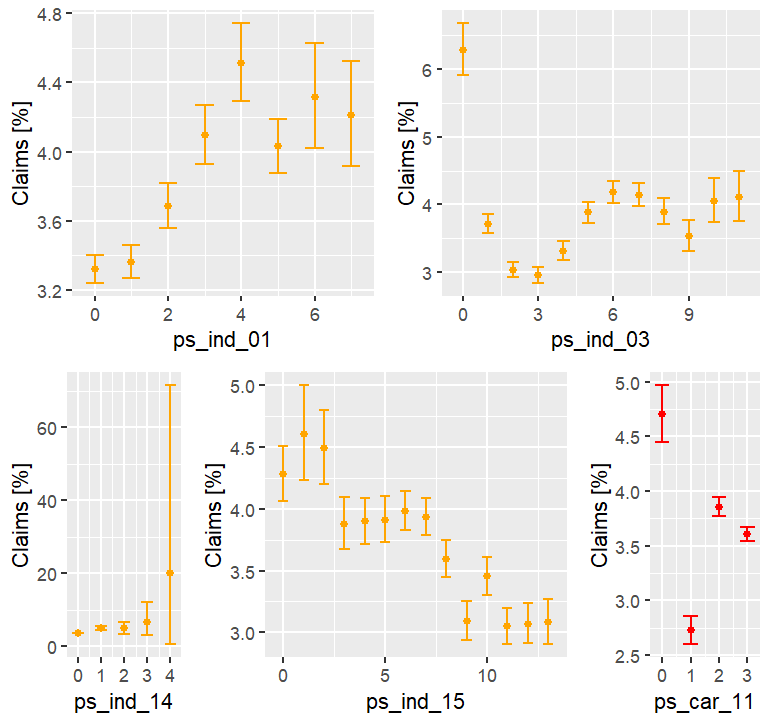 4.8
4.4
4.0
3.6
3.2
Claims [%]
0 2 4 6
ps_ind_01
6
5
4
3
Claims [%]
0 3 6 9
ps_ind_03
60
40
20
0
Claims [%]
0 1 2 3 4
ps_ind_14
5.0
4.5
4.0
3.5
3.0
Claims [%]
0 5 10
ps_ind_15
5.0
4.5
4.0
3.5
3.0
2.5
Claims [%]
0 1 2 3
ps_car_11